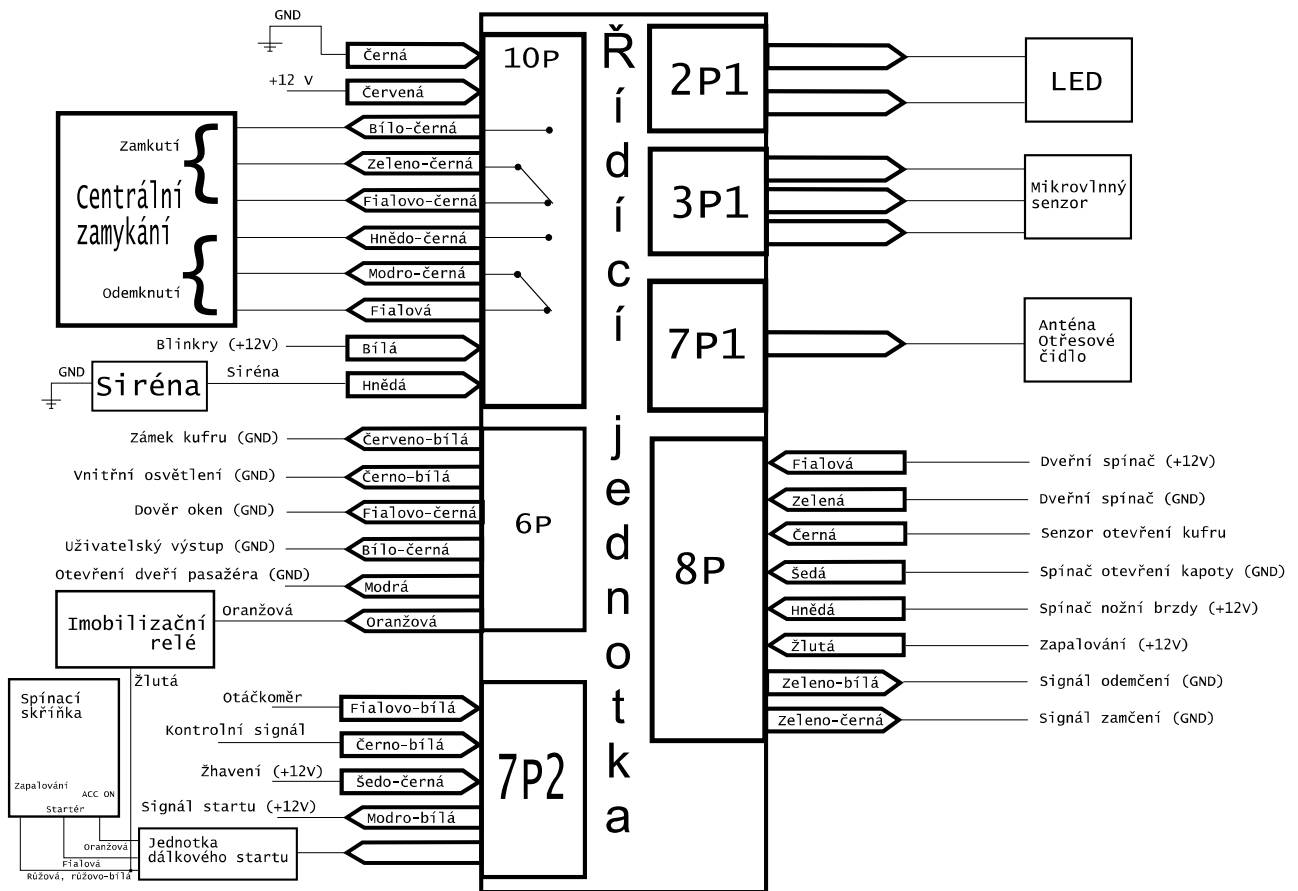 GND
Černá
+12 V
Červená
Bílo-černá
Zamkutí
Zeleno-černá
Centrální
zamykání
Fialovo-černá
Hnědo-černá
Modro-černá
Odemknutí
Fialová
Blinkry (+12V)
Bílá
GND
Siréna
Siréna
Hnědá
10P
Zámek kufru (GND)
Červeno-bílá
Vnitřní osvětlení (GND)
Černo-bílá
Dověr oken (GND)
Fialovo-černá
Uživatelský výstup (GND)
Bílo-černá
Otevření dveří pasažéra (GND)
Modrá
Oranžová
Oranžová
6P
Imobilizační
relé
Žlutá
Spínací
skříňka
Zapalování
ACC ON
Startér
Otáčkoměr
Fialovo-bílá
Kontrolní signál
Černo-bílá
Žhavení (+12V)
Šedo-černá
Signál startu (+12V)
Modro-bílá
7P2
Jednotka
dálkového startu
Oranžová
Fialová
Růžová, růžovo-bílá
Řídící jednotka
2P1
LED
3P1
Mikrovlnný
senzor
7P1
Anténa
Otřesové
čidlo
8P
Fialová
Dveřní spínač (+12V)
Zelená
Dveřní spínač (GND)
Černá
Senzor otevření kufru
Šedá
Spínač otevření kapoty (GND)
Hnědá
Spínač nožní brzdy (+12V)
Žlutá
Zapalování (+12V)
Zeleno-bílá
Signál odemčení (GND)
Zeleno-černá
Signál zamčení (GND)